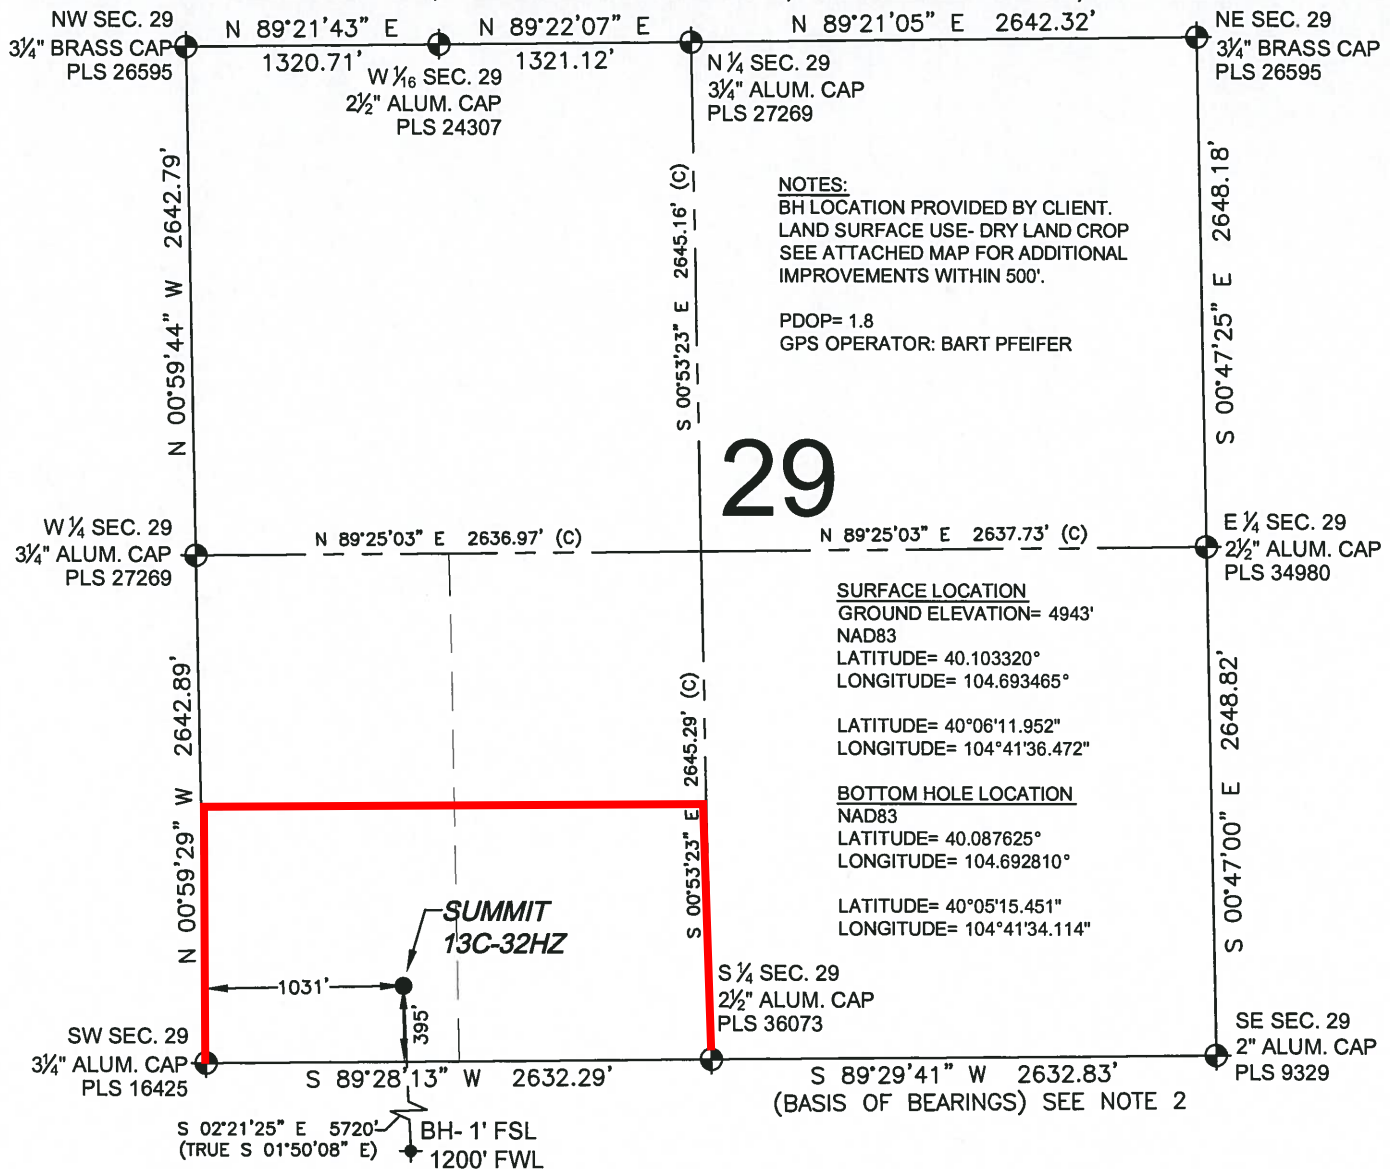 NW SEC. 29
3¼" BRASS CAP
PLS 26595
N 89°21'43" E
1320.71'
W 1⁄16 SEC. 29
2½" ALUM. CAP
PLS 24307
N 89°22'07" E
1321.12'
N ¼ SEC. 29
3¼" ALUM. CAP
PLS 27269
N 89°21'05" E 2642.32'
NE SEC. 29
3¼" BRASS CAP
PLS 26595
N 00°59'44" W 2642.79'
S 00°53'23" E 2645.16' (C)
NOTES:
BH LOCATION PROVIDED BY CLIENT.
LAND SURFACE USE- DRY LAND CROP
SEE ATTACHED MAP FOR ADDITIONAL
IMPROVEMENTS WITHIN 500'.
PDOP= 1.8
GPS OPERATOR: BART PFEIFER
S 00°47'25" E 2648.18'
29
W ¼ SEC. 29
3¼" ALUM. CAP
PLS 27269
N 89°25'03" E 2636.97' (C)
N 89°25'03" E 2637.73' (C)
E ¼ SEC. 29
2½" ALUM. CAP
PLS 34980
N 00°59'29" W 2642.89'
S 00°53'23" E 2645.29' (C)
SURFACE LOCATION
GROUND ELEVATION= 4943'
NAD83
LATITUDE= 40.103320°
LONGITUDE= 104.693465°
LATITUDE= 40°06'11.952"
LONGITUDE= 104°41'36.472"
BOTTOM HOLE LOCATION
NAD83
LATITUDE= 40.087625°
LONGITUDE= 104.692810°
LATITUDE= 40°05'15.451"
LONGITUDE= 104°41'34.114"
S 00°47'00" E 2648.82'
SUMMIT
13C-32HZ
1031'
395'
SW SEC. 29
3¼" ALUM. CAP
PLS 16425
S 89°28'13" W 2632.29'
S ¼ SEC. 29
2½" ALUM. CAP
PLS 36073
S 89°29'41" W 2632.83'
(BASIS OF BEARINGS) SEE NOTE 2
SE SEC. 29
2" ALUM. CAP
PLS 9329
S 02°21'25" E 5720'
(TRUE S 01°50'08" E)
BH- 1' FSL
1200' FWL